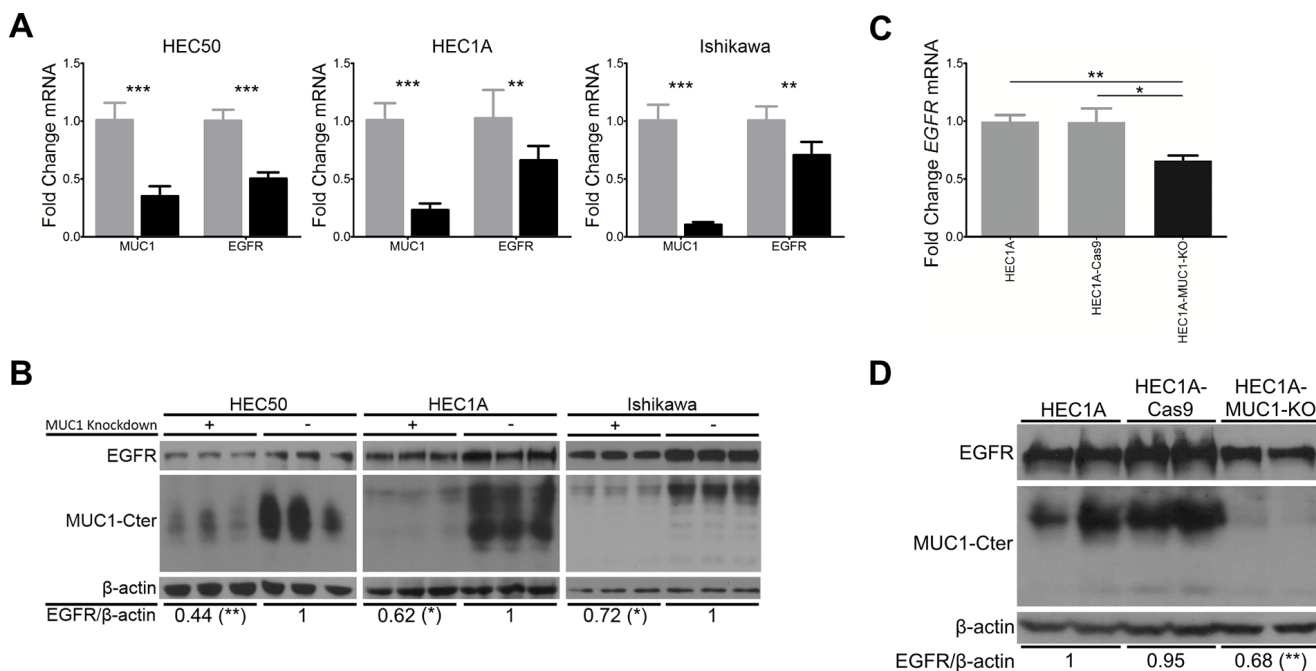 A
HEC50
Fold Change mRNA
1.5
1.0
0.5
0.0
***
***
MUC1
EGFR
HEC1A
Fold Change mRNA
1.5
1.0
0.5
0.0
***
**
MUC1
EGFR
Ishikawa
Fold Change mRNA
1.5
1.0
0.5
0.0
***
**
MUC1
EGFR
C
Fold Change EGFR mRNA
1.5
1.0
0.5
0.0
**
*
HEC1A
HEC1A-Cas9
HEC1A-MUC1-KO
B
HEC50 HEC1A Ishikawa
MUC1 Knockdown + - + - + -
EGFR
MUC1-Cter
β-actin
EGFR/β-actin 0.44 (**) 1 0.62 (*) 1 0.72 (*) 1
D
HEC1A HEC1A-Cas9 HEC1A-MUC1-KO
EGFR
MUC1-Cter
β-actin
EGFR/β-actin 1 0.95 0.68 (**)